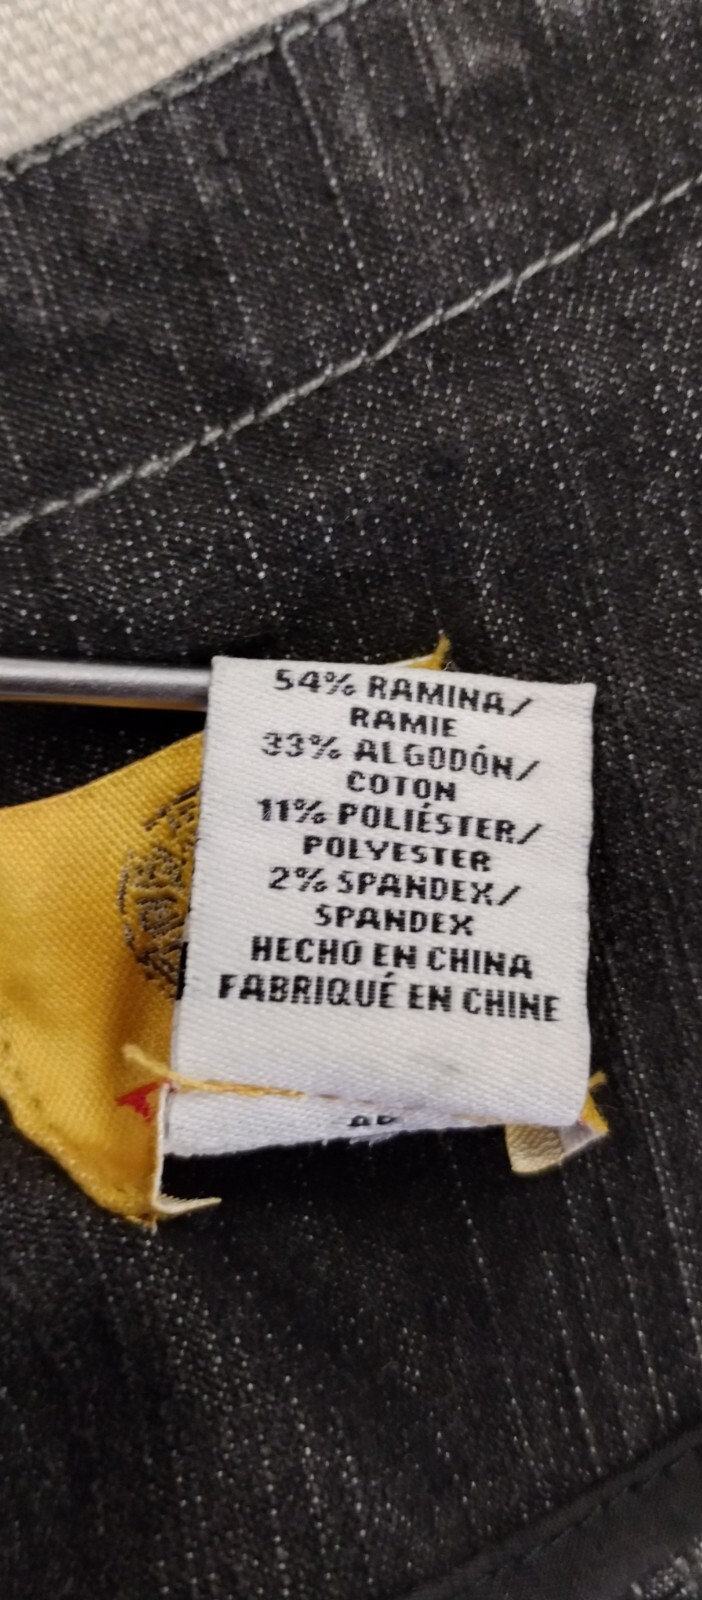 54% RAMINA/
RAMIE
33% ALGODÓN/
COTON
11% POLIÉSTER/
POLYESTER
2% SPANDEX/
SPANDEX
HECHO EN CHINA
FABRIQUÉ EN CHINE